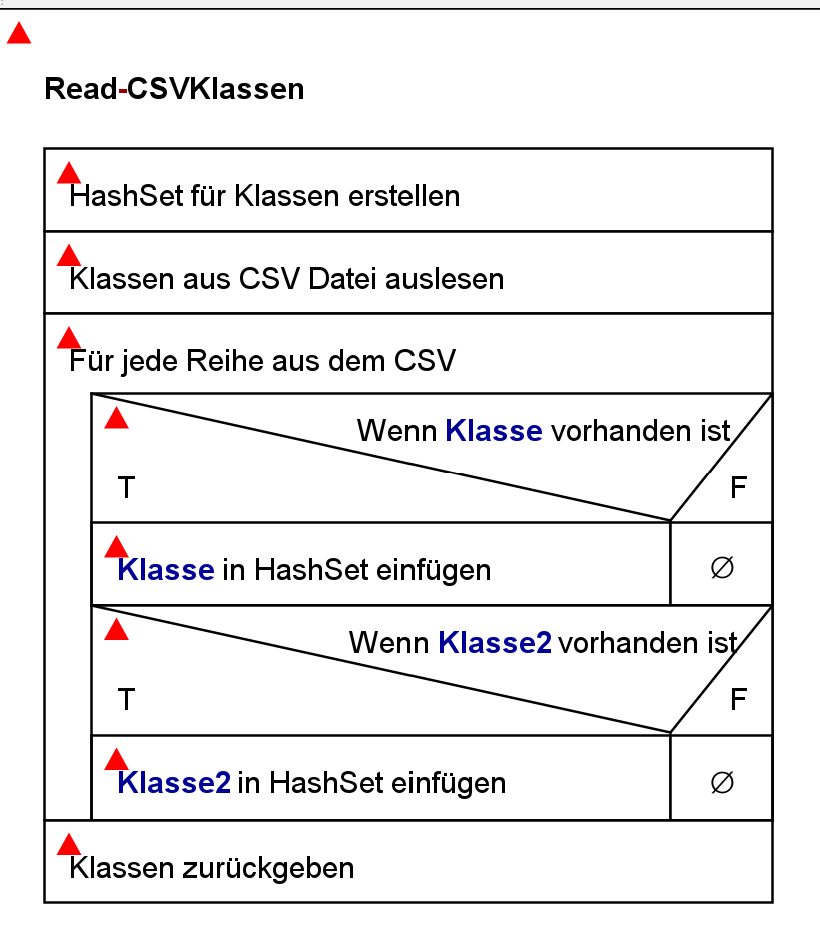 Read-CSVKlassen
HashSet für Klassen erstellen
Klassen aus CSV Datei auslesen
Für jede Reihe aus dem CSV
Wenn Klasse vorhanden ist
T F
Klasse in HashSet einfügen ∅
Wenn Klasse2 vorhanden ist
T F
Klasse2 in HashSet einfügen ∅
Klassen zurückgeben